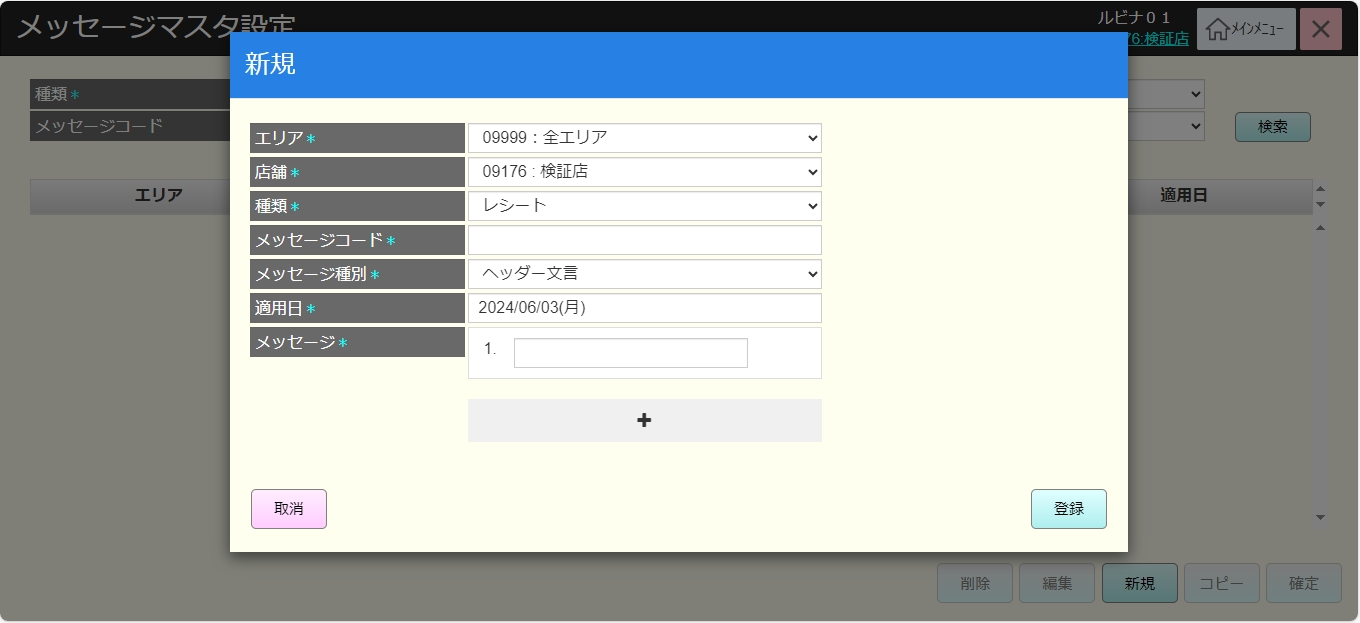 メッセージマスタ設定
ルビナ０１
76:検証店
ﾒｲﾝﾒﾆｭｰ
新規
種類*
メッセージコード
検索
エリア
適用日
エリア* 09999：全エリア
店舗* 09176 : 検証店
種類* レシート
メッセージコード*
メッセージ種別* ヘッダー文言
適用日* 2024/06/03(月)
メッセージ* 1.
+
取消
登録
削除 編集 新規 コピー 確定